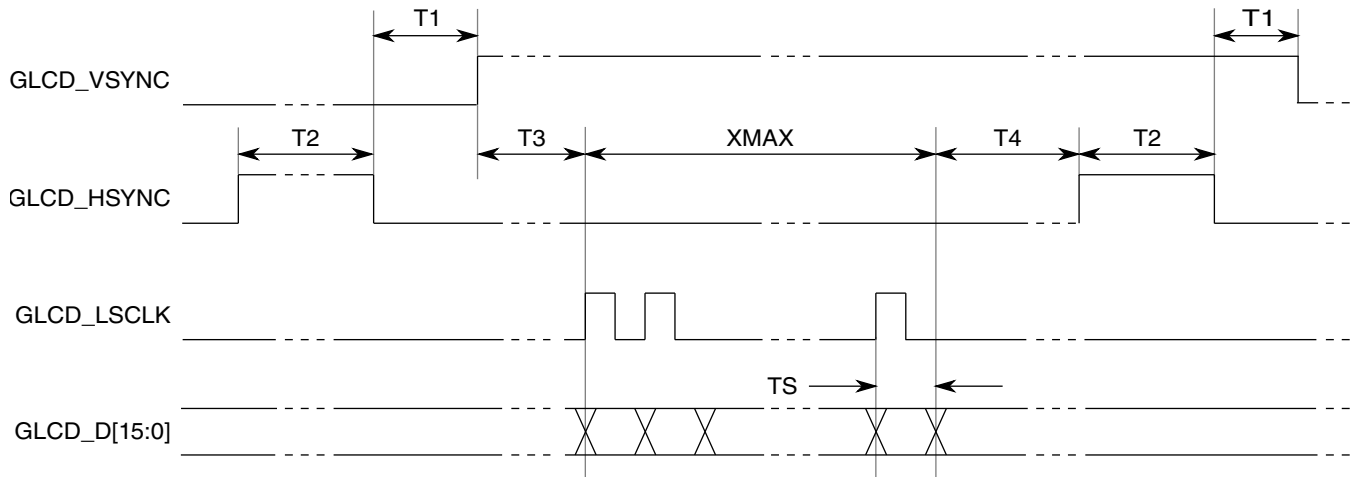 T1
T1
GLCD_VSYNC
T2
T3
XMAX
T4
T2
GLCD_HSYNC
GLCD_LSCLK
TS
GLCD_D[15:0]